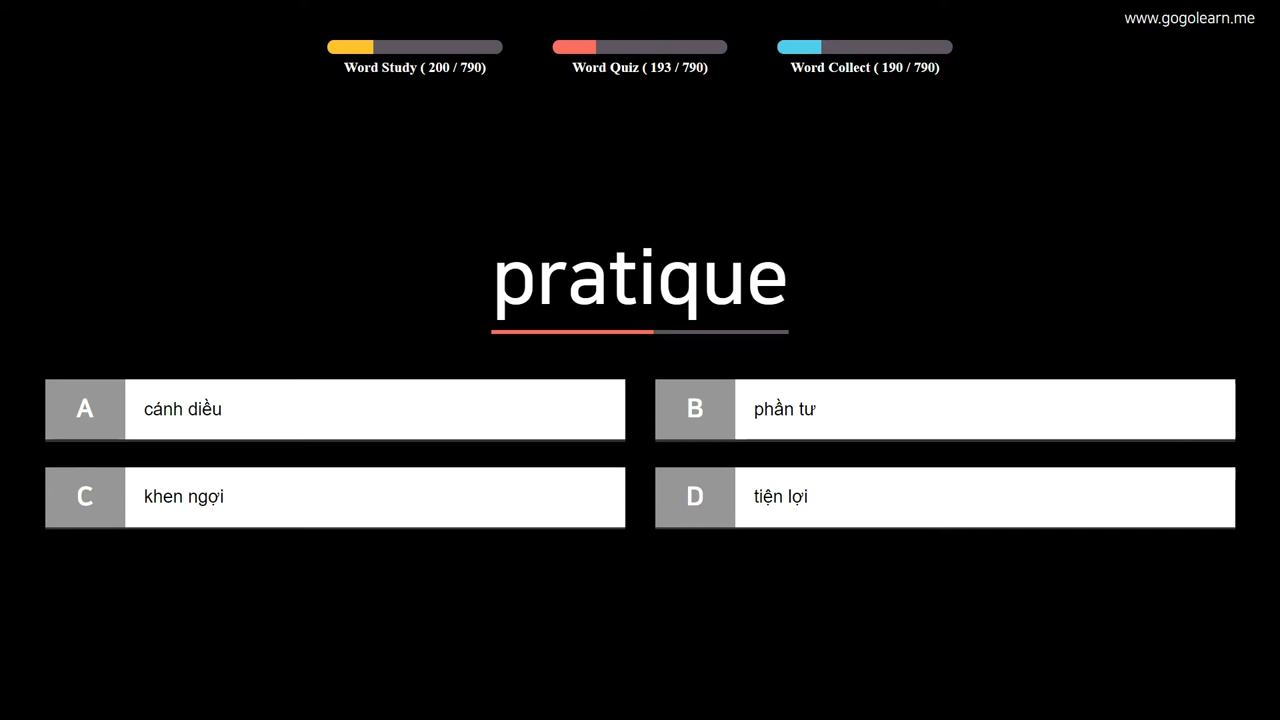 www.gogolearn.me
Word Study ( 200 / 790)
Word Quiz ( 193 / 790)
Word Collect ( 190 / 790)
pratique
A cánh diều
B phần tư
C khen ngợi
D tiện lợi